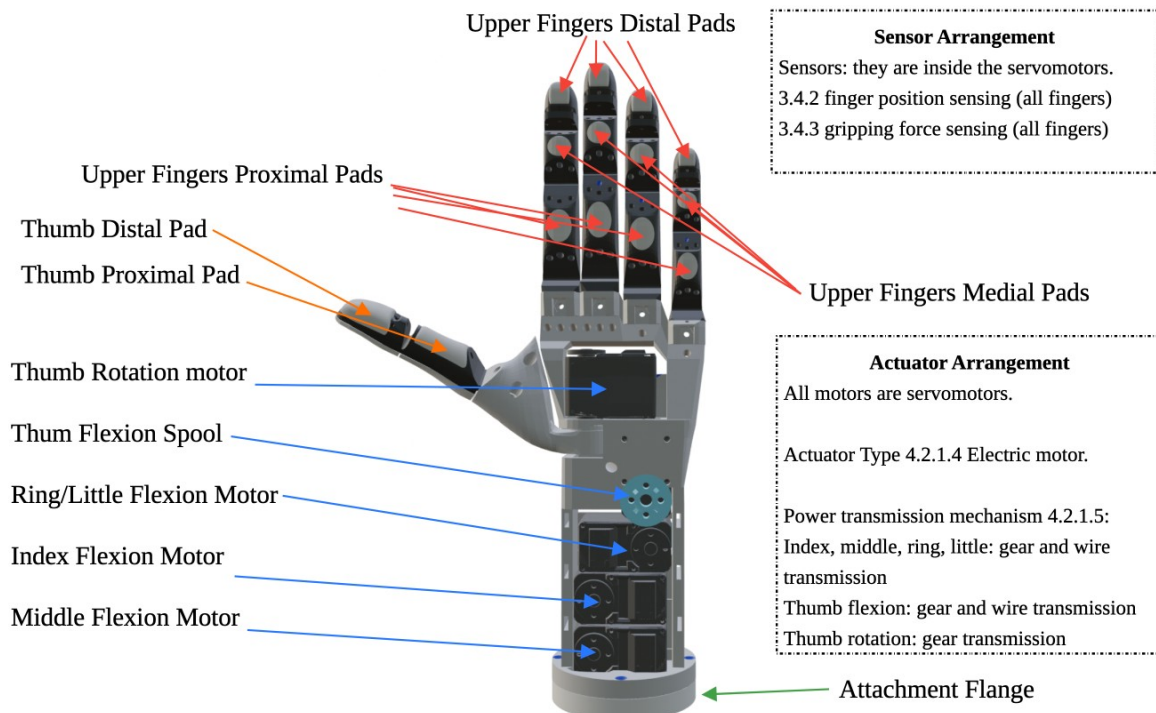 Upper Fingers Distal Pads
Upper Fingers Proximal Pads
Thumb Distal Pad
Thumb Proximal Pad
Thumb Rotation motor
Thum Flexion Spool
Ring/Little Flexion Motor
Index Flexion Motor
Middle Flexion Motor
Sensor Arrangement
Sensors: they are inside the servomotors.
3.4.2 finger position sensing (all fingers)
3.4.3 gripping force sensing (all fingers)
Upper Fingers Medial Pads
Actuator Arrangement
All motors are servomotors.
Actuator Type 4.2.1.4 Electric motor.
Power transmission mechanism 4.2.1.5:
Index, middle, ring, little: gear and wire
transmission
Thumb flexion: gear and wire transmission
Thumb rotation: gear transmission
Attachment Flange